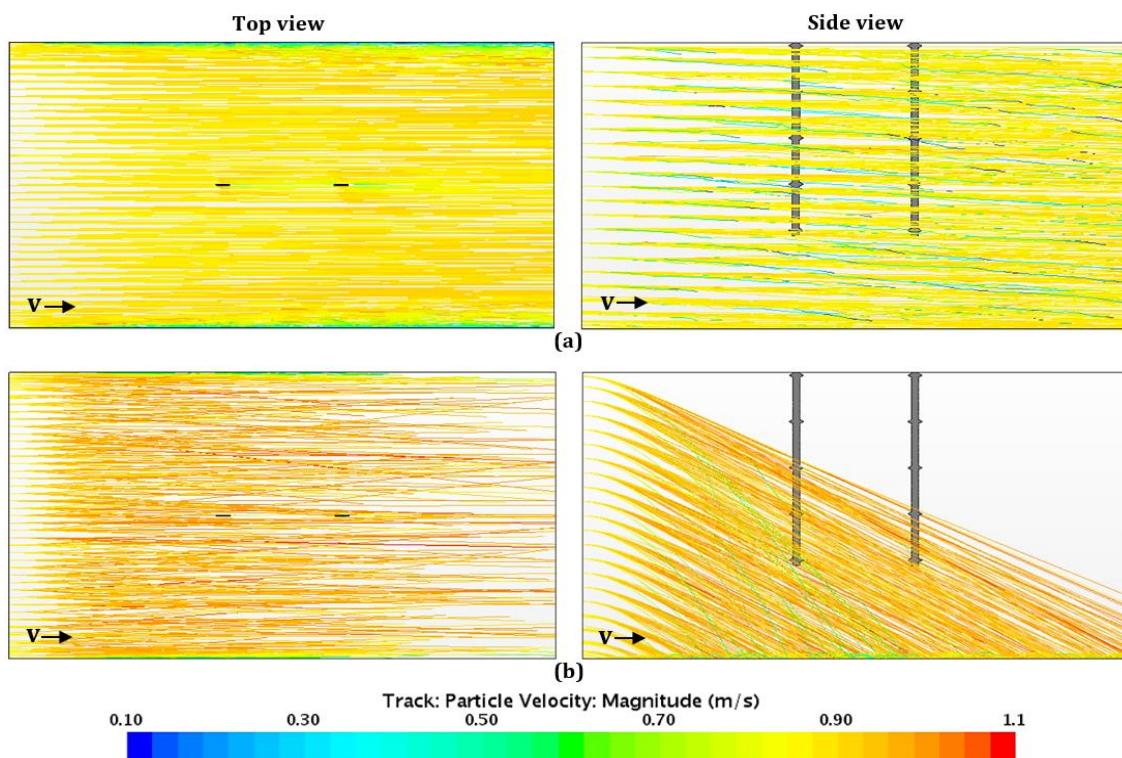 Top view
Side view
V
V
(a)
V
V
(b)
Track: Particle Velocity: Magnitude (m/s)
0.10 0.30 0.50 0.70 0.90 1.1